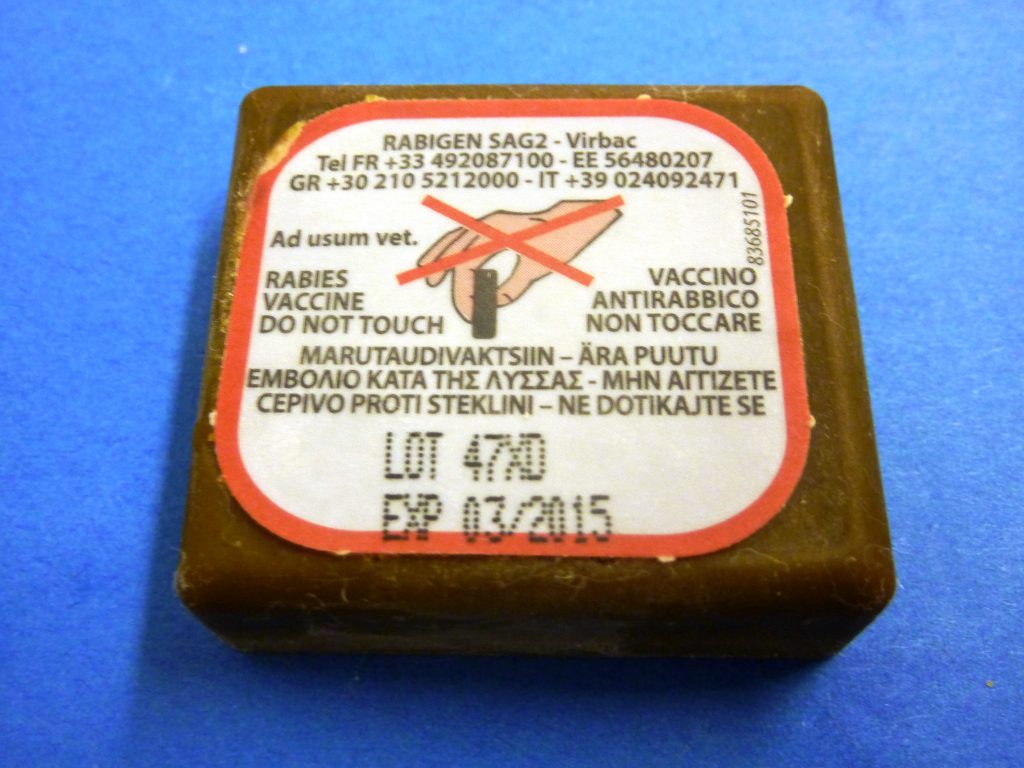 RABIGEN SAG2 - Virbac
Tel FR +33 492087100 - EE 56480207
GR +30 210 5212000 - IT +39 024092471
83685101
Ad usum vet.
RABIES
VACCINE
DO NOT TOUCH
VACCINO
ANTIRABBICO
NON TOCCARE
MARUTAUDIVAKTSIIN – ÄRA PUUTU
ΕΜΒΟΛΙΟ ΚΑΤΑ ΤΗΣ ΛΥΣΣΑΣ - ΜΗΝ ΑΓΓΙΖΕΤΕ
CEPIVO PROTI STEKLINI – NE DOTIKAJTE SE
LOT 47XD
EXP 03/2015